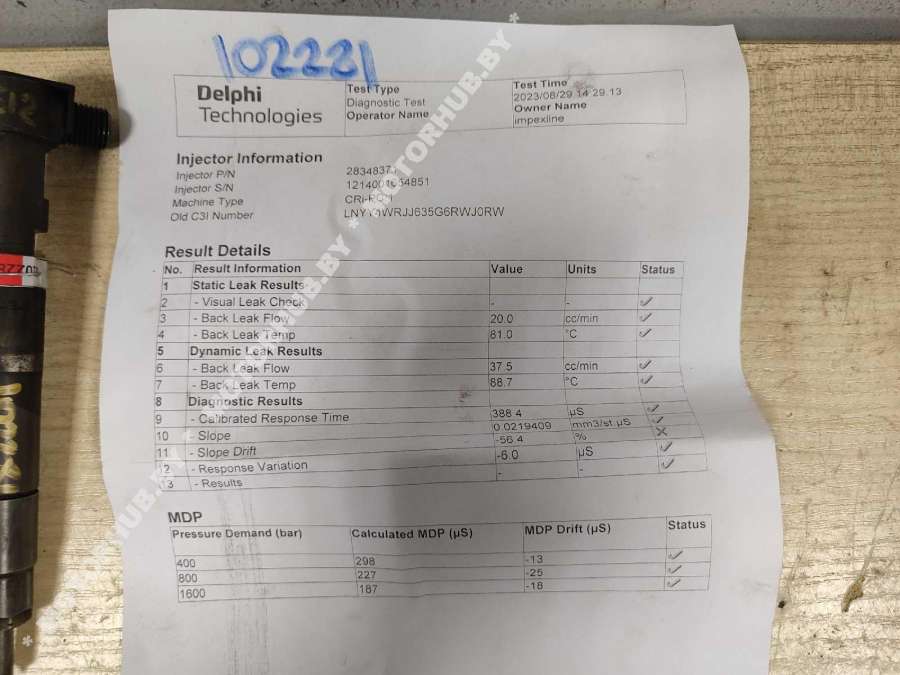 102221
Delphi
Technologies
Test Type
Diagnostic Test
Operator Name
Test Time
2023/08/29 14 29.13
Owner Name
impexline
Injector Information
Injector P/N
Injector S/N
Machine Type
Old C3I Number
Result Details
No. Result Information Value Units Status
1 Static Leak Results
2 - Visual Leak Check - - ✓
3 - Back Leak Flow 20.0 cc/min ✓
4 - Back Leak Temp 81.0 °C ✓
5 Dynamic Leak Results
6 - Back Leak Flow 37.5 cc/min ✓
7 - Back Leak Temp 88.7 °C ✓
8 Diagnostic Results
9 - Calibrated Response Time 388.4 µS ✓
10 - Slope 0.0219409 mm3/st.µS ✓
11 - Slope Drift -56.4 % ✕
12 - Response Variation -6.0 µS ✓
13 - Results - - ✓
MDP
Pressure Demand (bar) Calculated MDP (µS) MDP Drift (µS) Status
400 298 -13 ✓
800 227 -25 ✓
1600 187 -18 ✓
* MOTORHUB.BY *